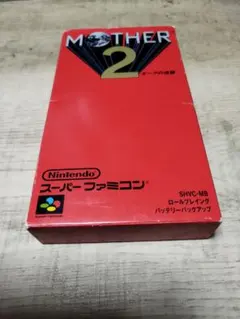 MOTHER
2
ギーグの逆襲
Nintendo
スーパーファミコン
SHVC-MB
ロールプレイング
バッテリーバックアップ